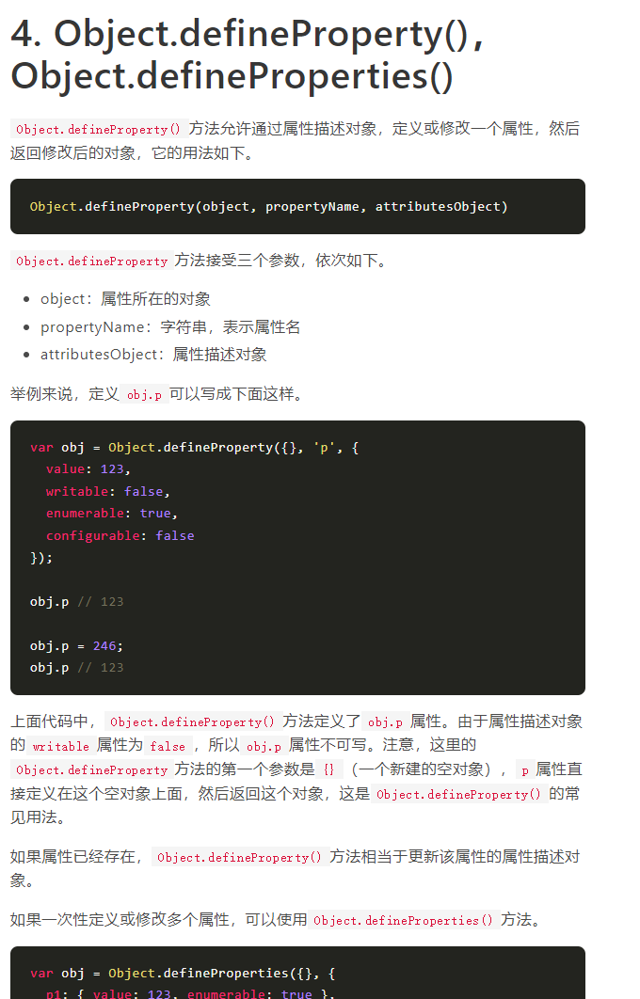 4. Object.defineProperty()，
Object.defineProperties()
Object.defineProperty() 方法允许通过属性描述对象，定义或修改一个属性，然后
返回修改后的对象，它的用法如下。
Object.defineProperty(object, propertyName, attributesObject)
Object.defineProperty 方法接受三个参数，依次如下。
• object：属性所在的对象
• propertyName：字符串，表示属性名
• attributesObject：属性描述对象
举例来说，定义 obj.p 可以写成下面这样。
var obj = Object.defineProperty({}, 'p', {
  value: 123,
  writable: false,
  enumerable: true,
  configurable: false
});
obj.p // 123
obj.p = 246;
obj.p // 123
上面代码中， Object.defineProperty() 方法定义了 obj.p 属性。由于属性描述对象
的 writable 属性为 false ，所以 obj.p 属性不可写。注意，这里的
Object.defineProperty 方法的第一个参数是 {} （一个新建的空对象）， p 属性直
接定义在这个空对象上面，然后返回这个对象，这是 Object.defineProperty() 的常
见用法。
如果属性已经存在， Object.defineProperty() 方法相当于更新该属性的属性描述对
象。
如果一次性定义或修改多个属性，可以使用 Object.defineProperties() 方法。
var obj = Object.defineProperties({}, {
  p1: { value: 123, enumerable: true },